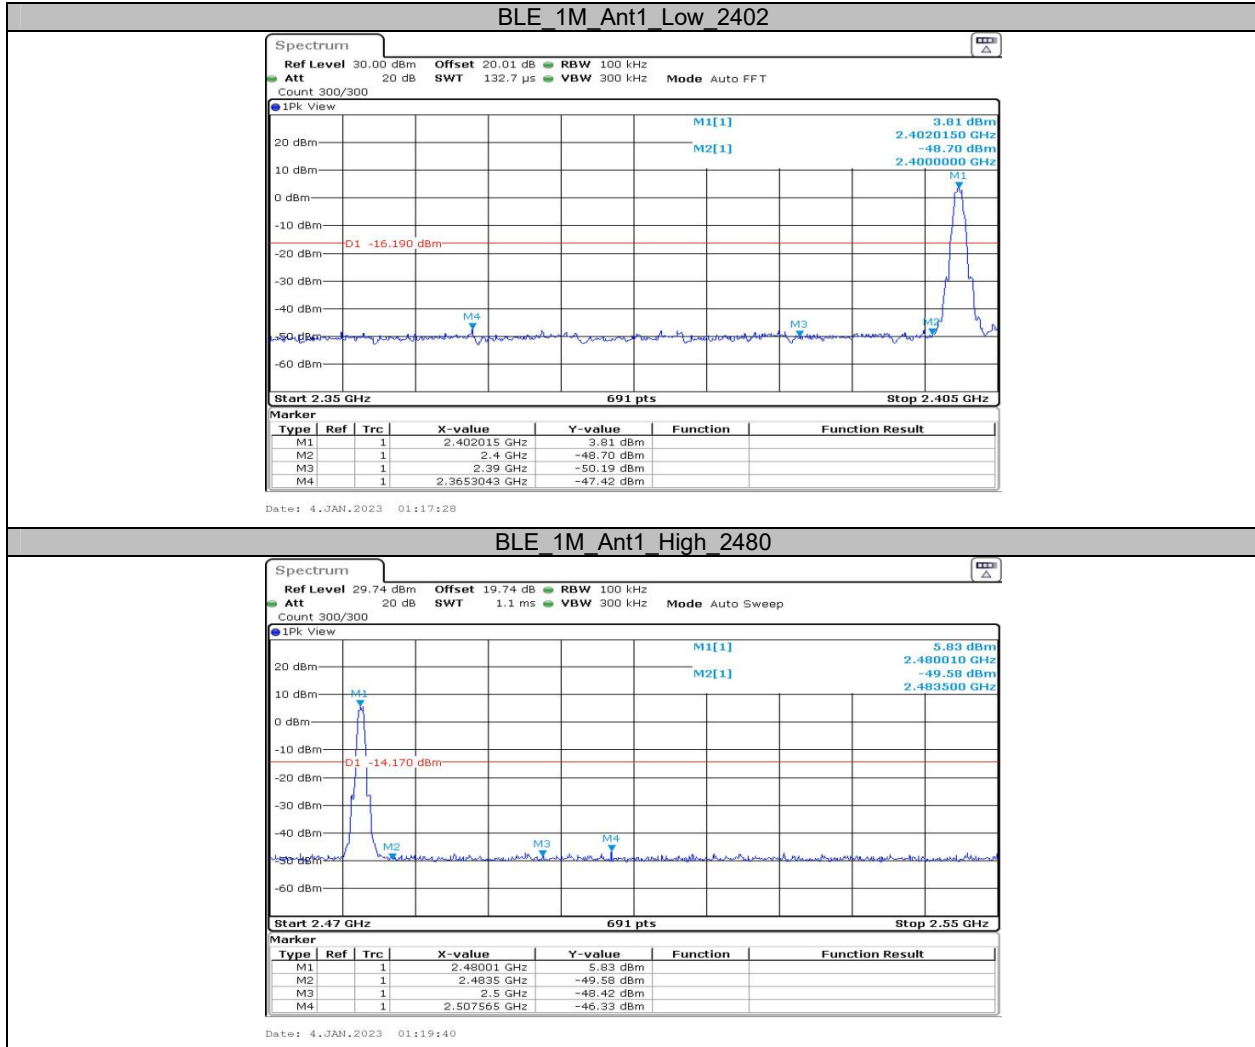 BLE_1M_Ant1_Low_2402
Spectrum
Ref Level 30.00 dBm Offset 20.01 dB RBW 100 kHz
Att 20 dB SWT 132.7 µs VBW 300 kHz Mode Auto FFT
Count 300/300
1Pk View
M1[1] 3.81 dBm
2.4020150 GHz
20 dBm
M2[1] -48.70 dBm
2.4000000 GHz
10 dBm
M1
0 dBm
-10 dBm
D1 -16.190 dBm
-20 dBm
-30 dBm
-40 dBm
M4 M3 M2
-50 dBm
-60 dBm
Start 2.35 GHz 691 pts Stop 2.405 GHz
Marker
Type Ref Trc X-value Y-value Function Function Result
M1 1 2.402015 GHz 3.81 dBm
M2 1 2.4 GHz -48.70 dBm
M3 1 2.39 GHz -50.19 dBm
M4 1 2.3653043 GHz -47.42 dBm
Date: 4.JAN.2023 01:17:28
BLE_1M_Ant1_High_2480
Spectrum
Ref Level 29.74 dBm Offset 19.74 dB RBW 100 kHz
Att 20 dB SWT 1.1 ms VBW 300 kHz Mode Auto Sweep
Count 300/300
1Pk View
M1[1] 5.83 dBm
2.480010 GHz
20 dBm
M2[1] -49.58 dBm
2.483500 GHz
10 dBm
M1
0 dBm
-10 dBm
D1 -14.170 dBm
-20 dBm
-30 dBm
-40 dBm
M2 M3 M4
-50 dBm
-60 dBm
Start 2.47 GHz 691 pts Stop 2.55 GHz
Marker
Type Ref Trc X-value Y-value Function Function Result
M1 1 2.48001 GHz 5.83 dBm
M2 1 2.4835 GHz -49.58 dBm
M3 1 2.5 GHz -48.42 dBm
M4 1 2.507565 GHz -46.33 dBm
Date: 4.JAN.2023 01:19:40